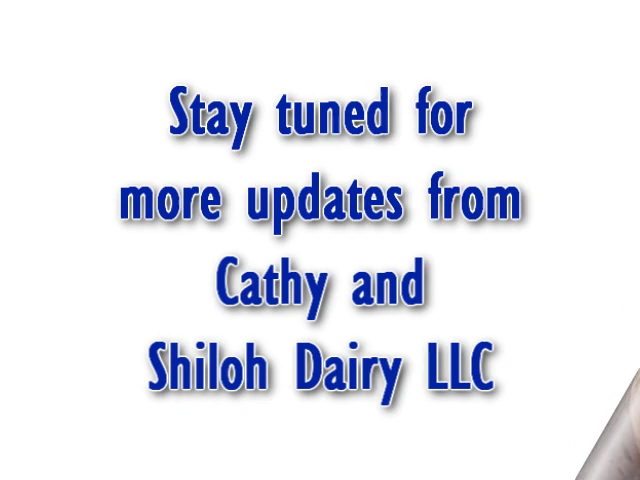 Stay tuned for
more updates from
Cathy and
Shiloh Dairy LLC